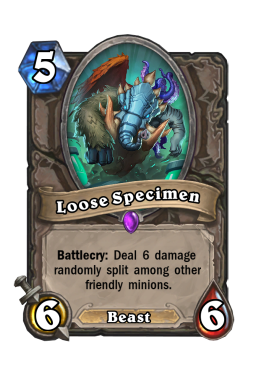 5
Loose Specimen
Battlecry: Deal 6 damage
randomly split among other
friendly minions.
6
Beast
6